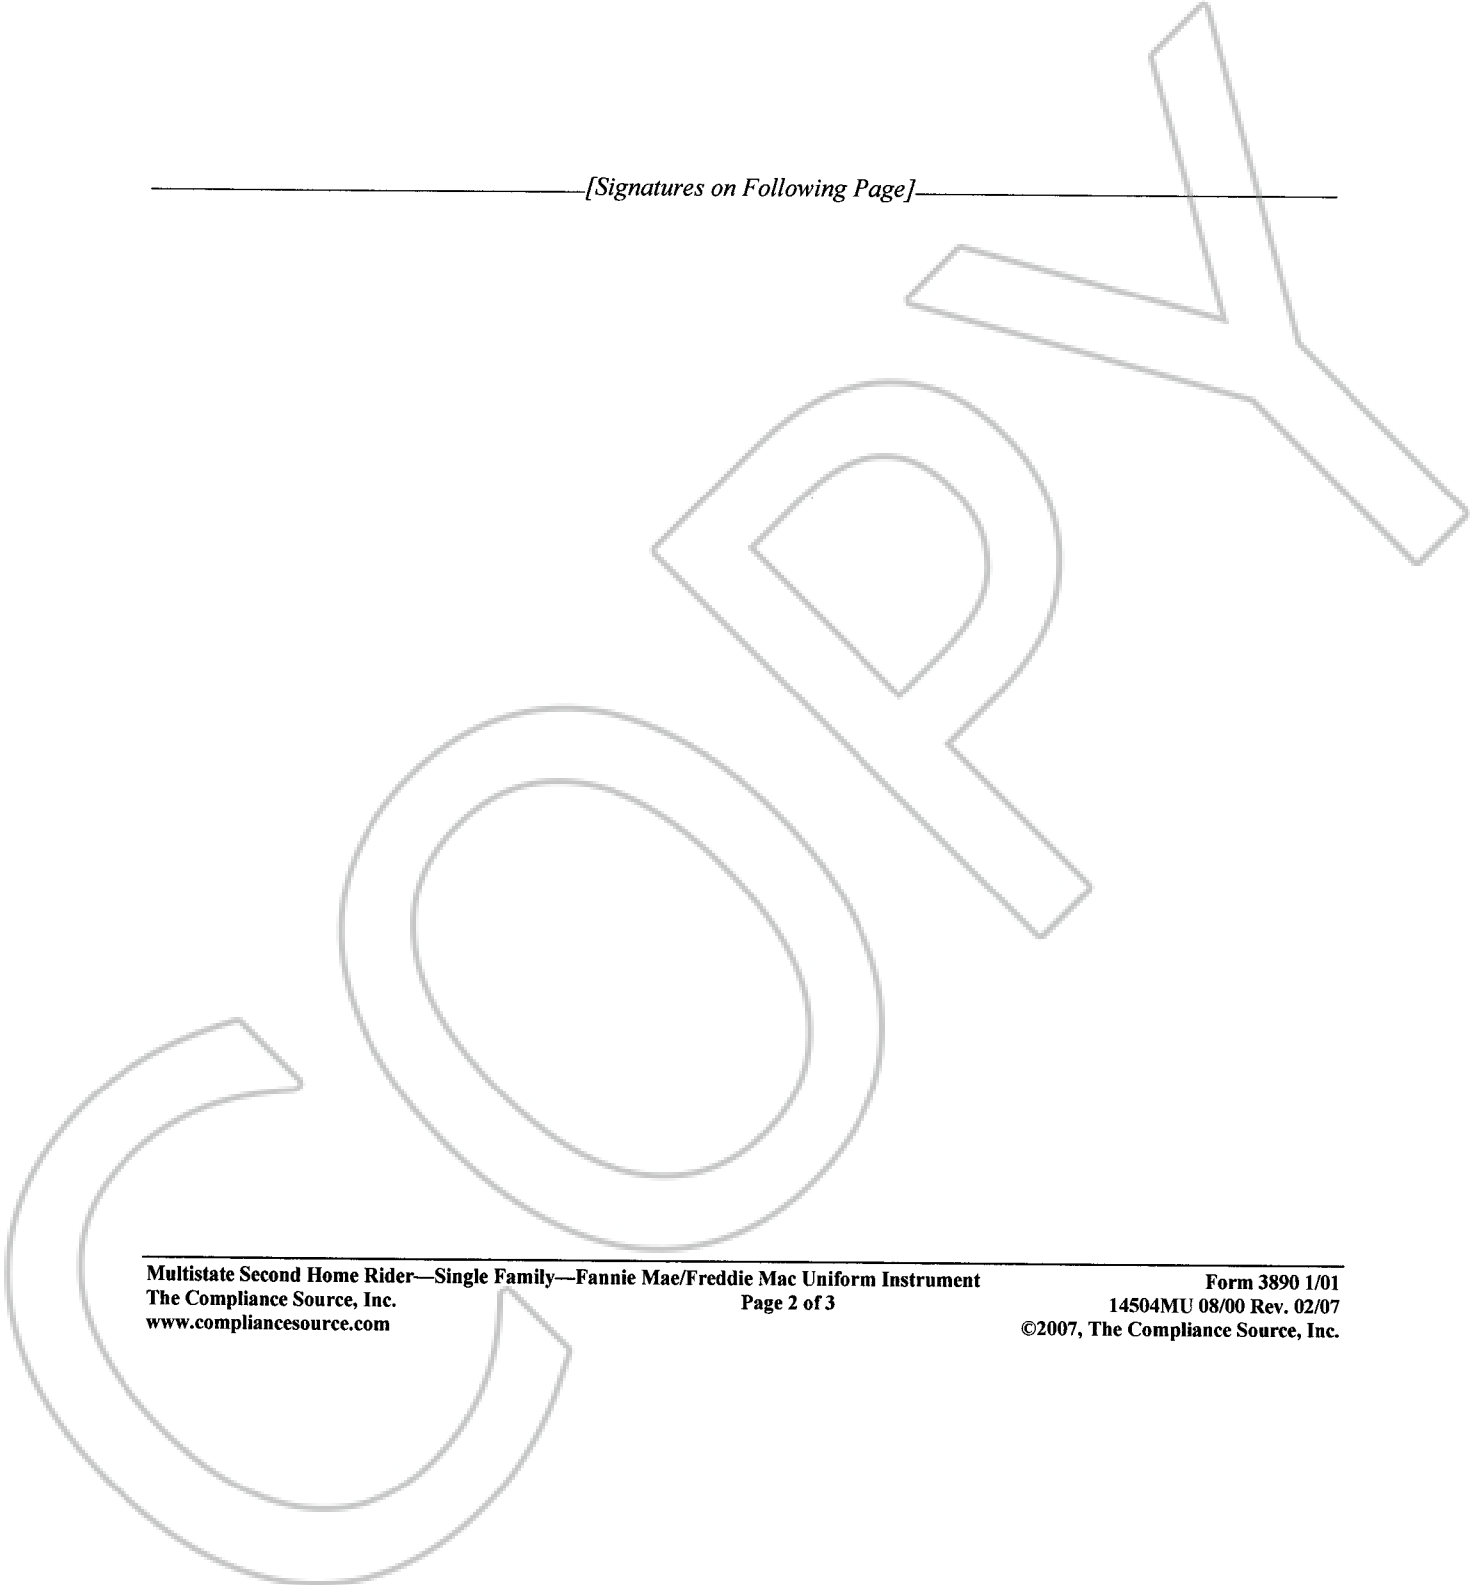 [Signatures on Following Page]
COPY
Multistate Second Home Rider—Single Family—Fannie Mae/Freddie Mac Uniform Instrument Form 3890 1/01
The Compliance Source, Inc. Page 2 of 3 14504MU 08/00 Rev. 02/07
www.compliancesource.com ©2007, The Compliance Source, Inc.